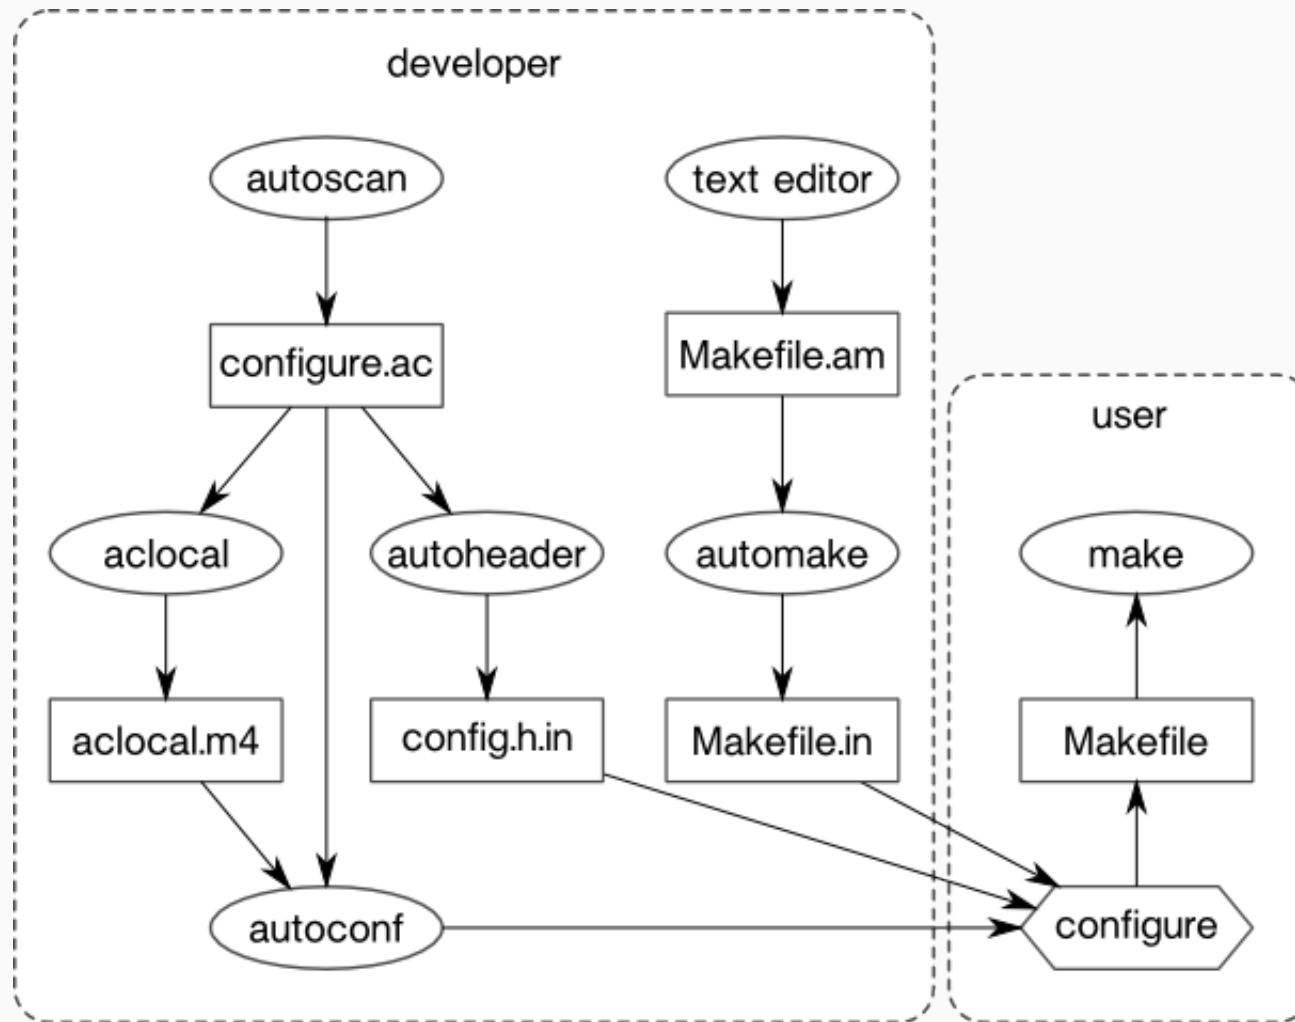 developer
autoscan
text editor
configure.ac
Makefile.am
user
aclocal
autoheader
automake
make
aclocal.m4
config.h.in
Makefile.in
Makefile
autoconf
configure